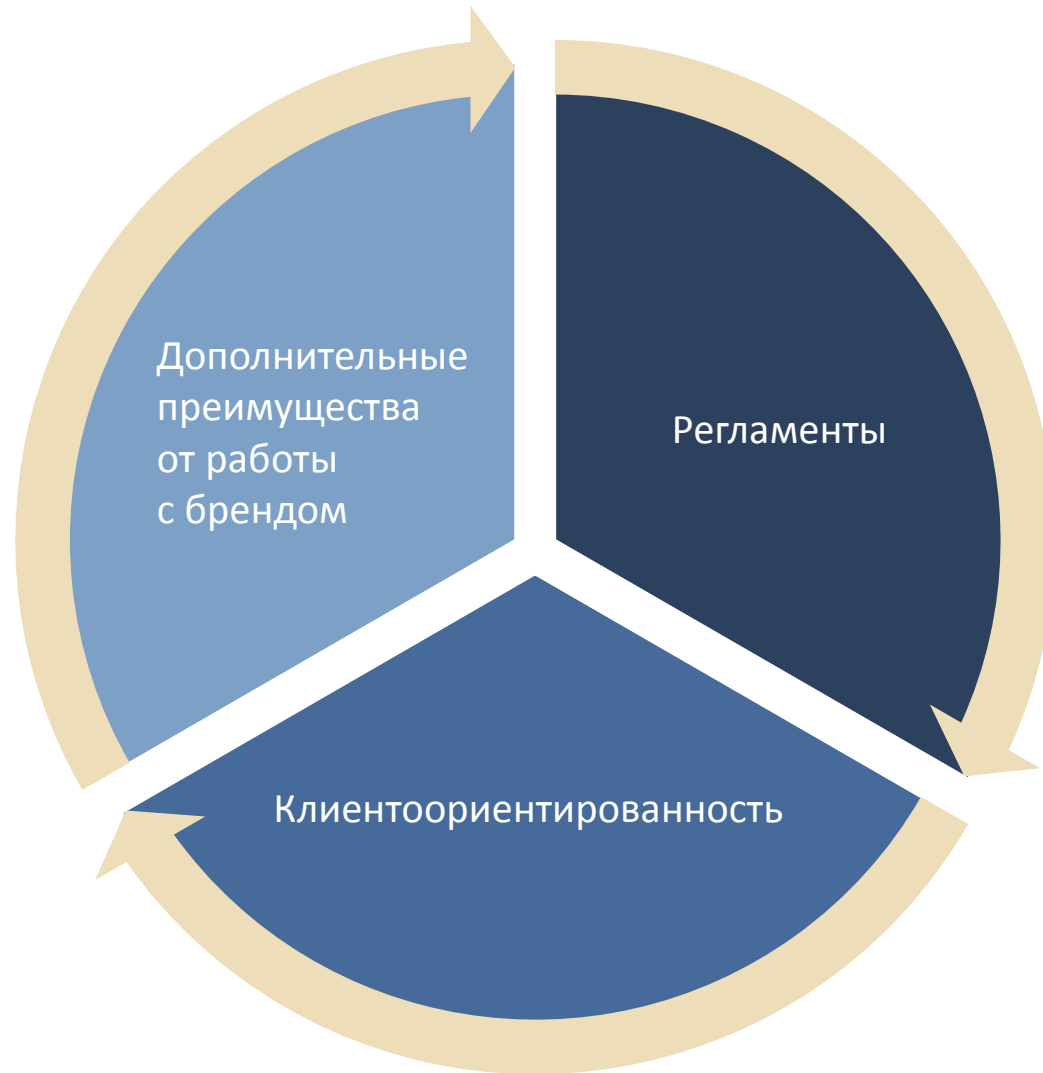 Дополнительные
преимущества
от работы
с брендом
Регламенты
Клиентоориентированность